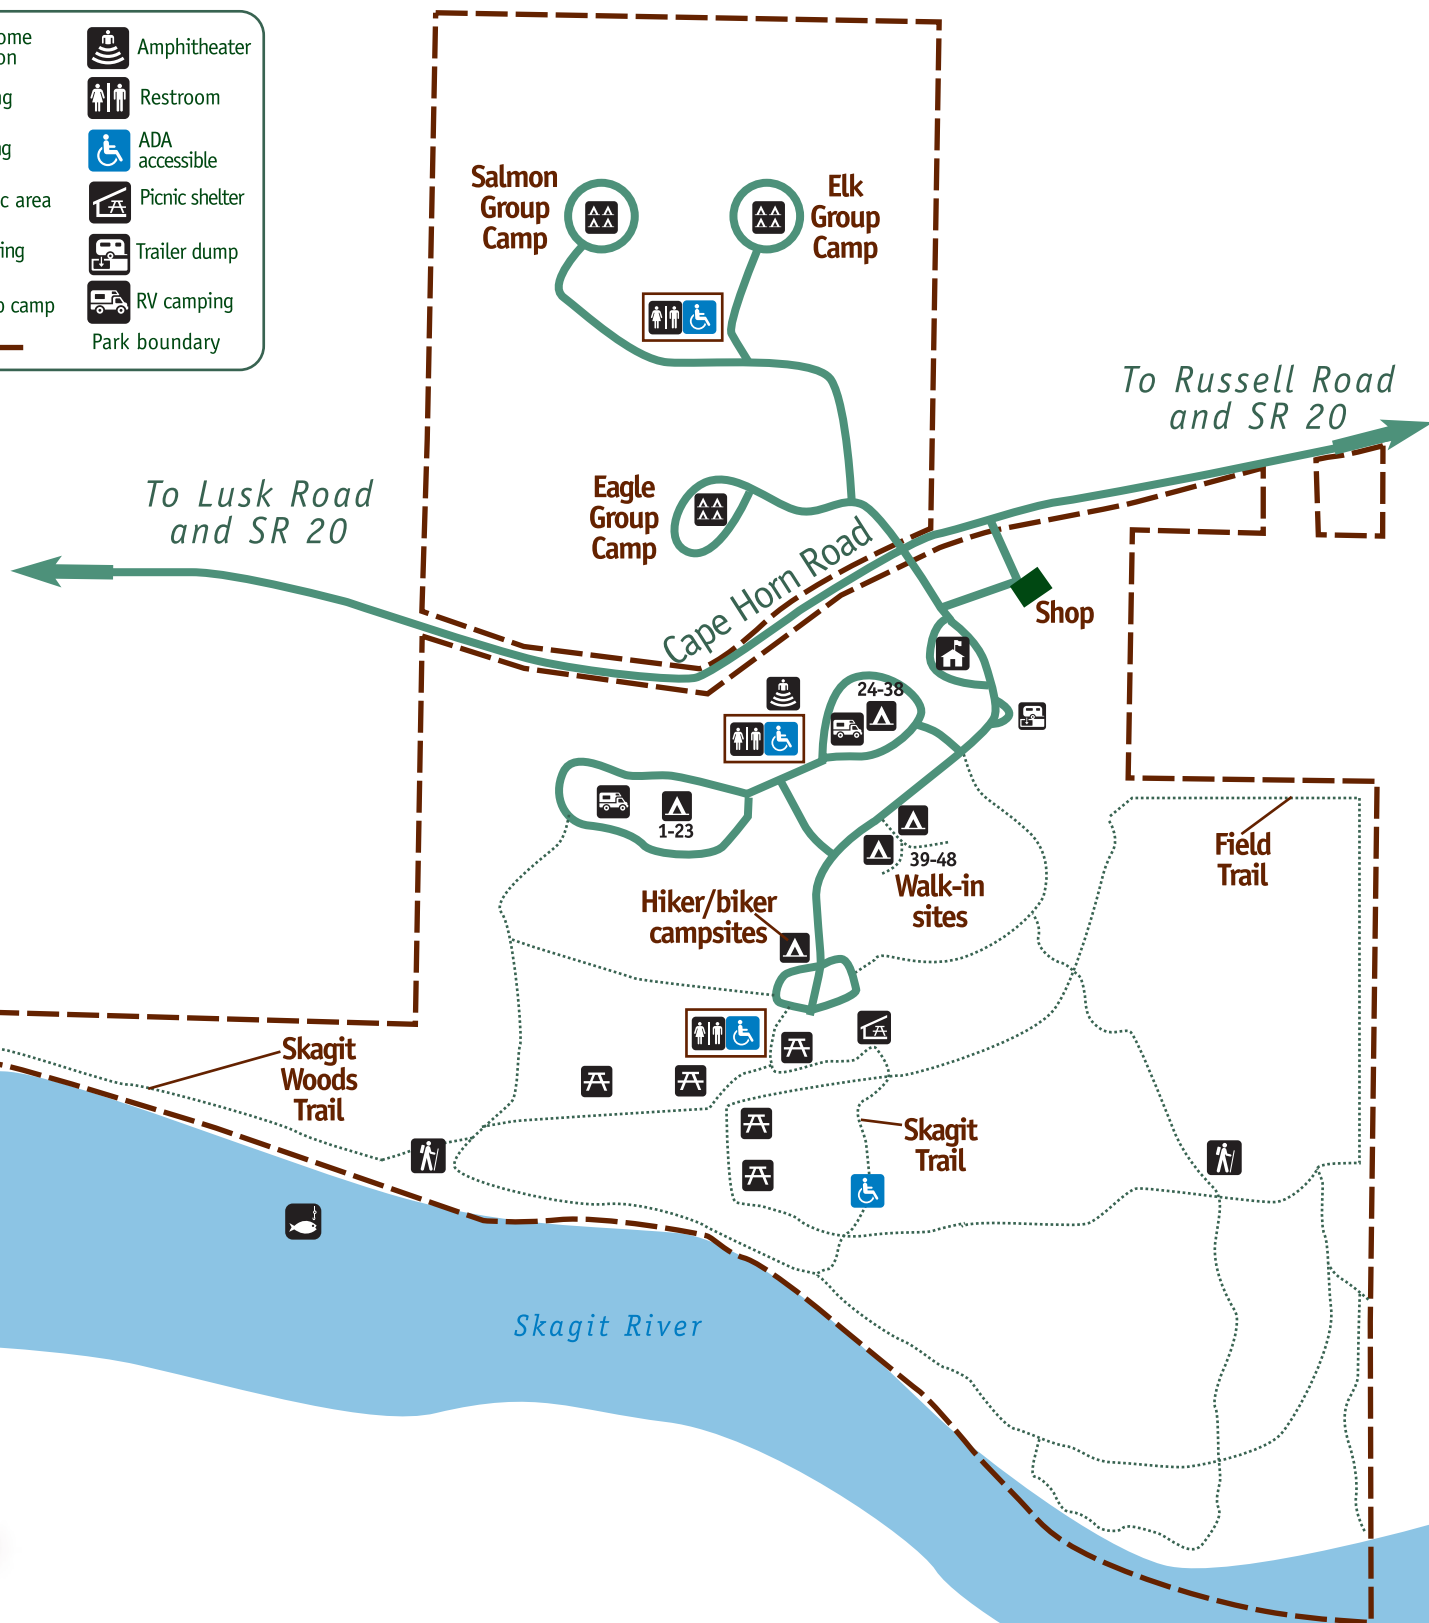 ome
on
Amphitheater
g
Restroom
g
ADA
accessible
c area
Picnic shelter
ing
Trailer dump
camp
RV camping
Park boundary
Salmon
Group
Camp
Elk
Group
Camp
To Russell Road
and SR 20
To Lusk Road
and SR 20
Eagle
Group
Camp
Cape Horn Road
Shop
24-38
1-23
39-48
Walk-in
sites
Field
Trail
Hiker/biker
campsites
Skagit
Woods
Trail
Skagit
Trail
Skagit River